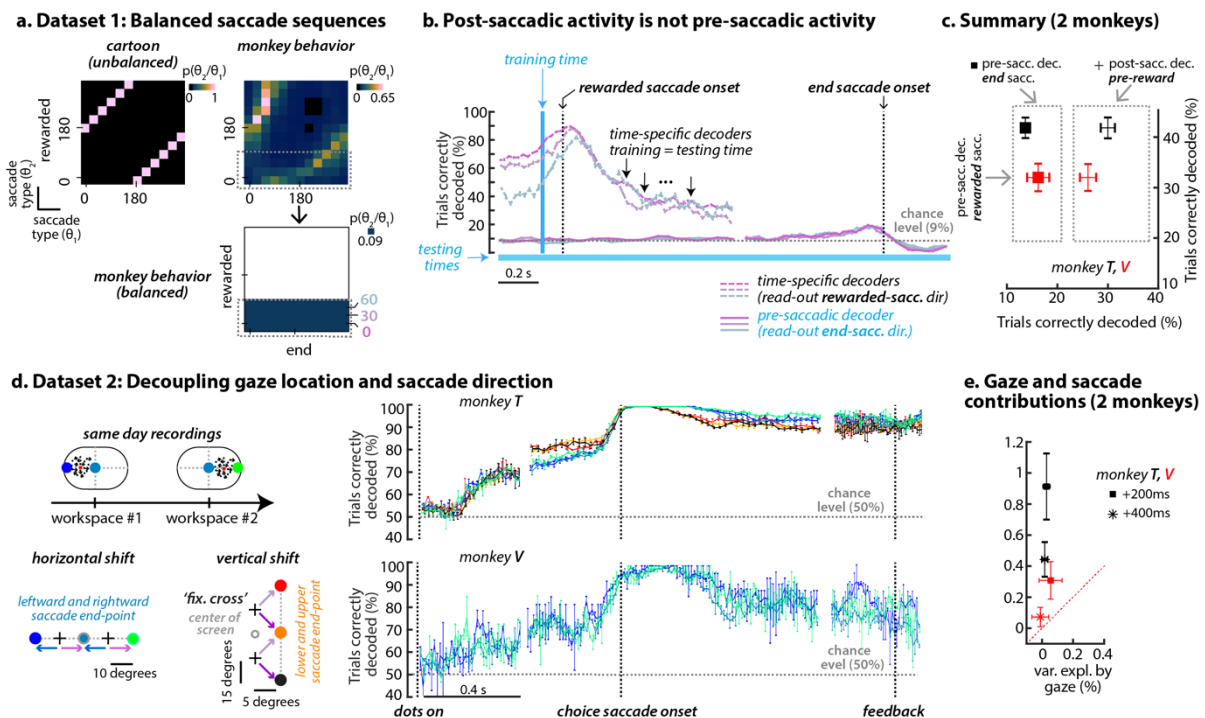 a. Dataset 1: Balanced saccade sequences
cartoon
(unbalanced)
monkey behavior
p(θ2/θ1)
0 1
p(θ2/θ1)
0 0.65
rewarded
180
0
0 180
0 180
saccade
type (θ2)
saccade
type (θ1)
p(θ2/θ1)
0.09
monkey behavior
(balanced)
rewarded
60
30
0
end
b. Post-saccadic activity is not pre-saccadic activity
training time
rewarded saccade onset
end saccade onset
time-specific decoders
training = testing time
...
Trials correctly
decoded (%)
100
80
60
40
20
0
chance
level (9%)
testing
times
0.2 s
time-specific decoders
(read-out rewarded-sacc. dir)
pre-saccadic decoder
(read-out end-sacc. dir.)
c. Summary (2 monkeys)
pre-sacc. dec.
end sacc.
+ post-sacc. dec.
pre-reward
pre-sacc. dec.
rewarded sacc.
40
30
20
10
Trials correctly decoded (%)
monkey T, V
10 20 30 40
Trials correctly decoded (%)
d. Dataset 2: Decoupling gaze location and saccade direction
same day recordings
workspace #1
workspace #2
horizontal shift
leftward and rightward
saccade end-point
10 degrees
vertical shift
'fix. cross'
center of
screen
lower and upper
saccade end-point
15 degrees
5 degrees
monkey T
Trials correctly
decoded (%)
100
90
80
70
60
50
40
chance
level (50%)
monkey V
Trials correctly
decoded (%)
100
90
80
70
60
50
40
chance
evel (50%)
0.4 s
dots on
choice saccade onset
feedback
e. Gaze and saccade
contributions (2 monkeys)
1.2
1
0.8
0.6
0.4
0.2
0
monkey T, V
+200ms
+400ms
0 0.2 0.4
var. expl. by
gaze (%)